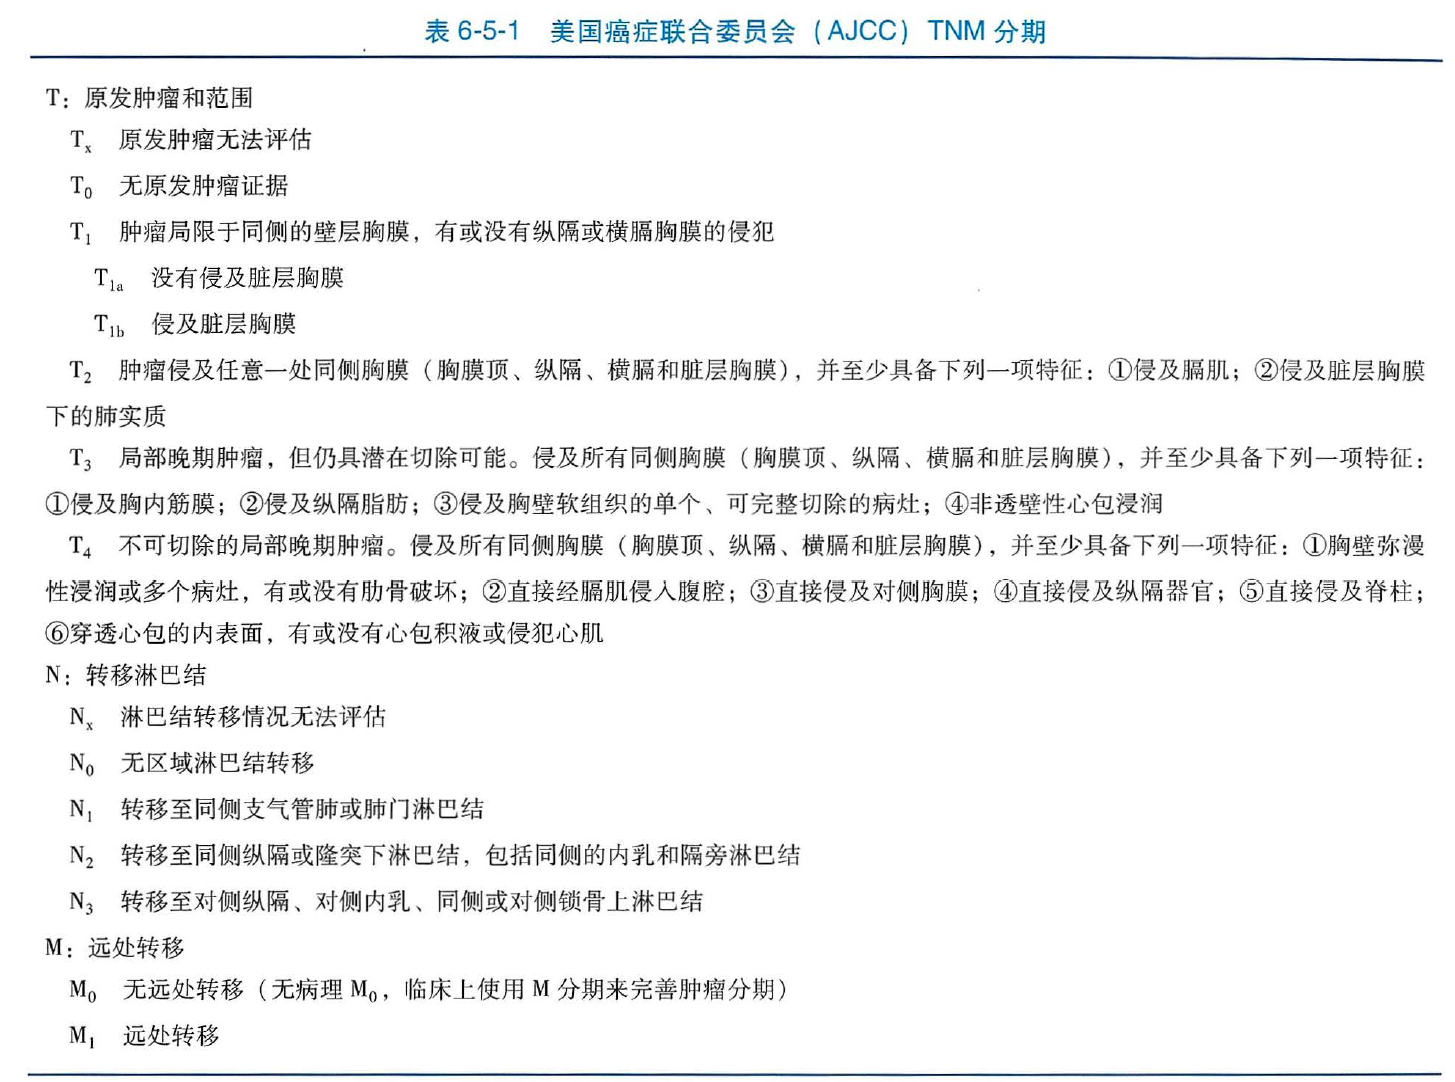 表 6-5-1 美国癌症联合委员会（AJCC）TNM 分期
T：原发肿瘤和范围
Tx 原发肿瘤无法评估
T0 无原发肿瘤证据
T1 肿瘤局限于同侧的壁层胸膜，有或没有纵隔或横膈胸膜的侵犯
T1a 没有侵及脏层胸膜
T1b 侵及脏层胸膜
T2 肿瘤侵及任意一处同侧胸膜（胸膜顶、纵隔、横膈和脏层胸膜），并至少具备下列一项特征：①侵及膈肌；②侵及脏层胸膜
下的肺实质
T3 局部晚期肿瘤，但仍具潜在切除可能。侵及所有同侧胸膜（胸膜顶、纵隔、横膈和脏层胸膜），并至少具备下列一项特征：
①侵及胸内筋膜；②侵及纵隔脂肪；③侵及胸壁软组织的单个、可完整切除的病灶；④非透壁性心包浸润
T4 不可切除的局部晚期肿瘤。侵及所有同侧胸膜（胸膜顶、纵隔、横膈和脏层胸膜），并至少具备下列一项特征：①胸壁弥漫
性浸润或多个病灶，有或没有肋骨破坏；②直接经膈肌侵入腹腔；③直接侵及对侧胸膜；④直接侵及纵隔器官；⑤直接侵及脊柱；
⑥穿透心包的内表面，有或没有心包积液或侵犯心肌
N：转移淋巴结
Nx 淋巴结转移情况无法评估
N0 无区域淋巴结转移
N1 转移至同侧支气管肺或肺门淋巴结
N2 转移至同侧纵隔或隆突下淋巴结，包括同侧的内乳和隔旁淋巴结
N3 转移至对侧纵隔、对侧内乳、同侧或对侧锁骨上淋巴结
M：远处转移
M0 无远处转移（无病理 M0，临床上使用 M 分期来完善肿瘤分期）
M1 远处转移